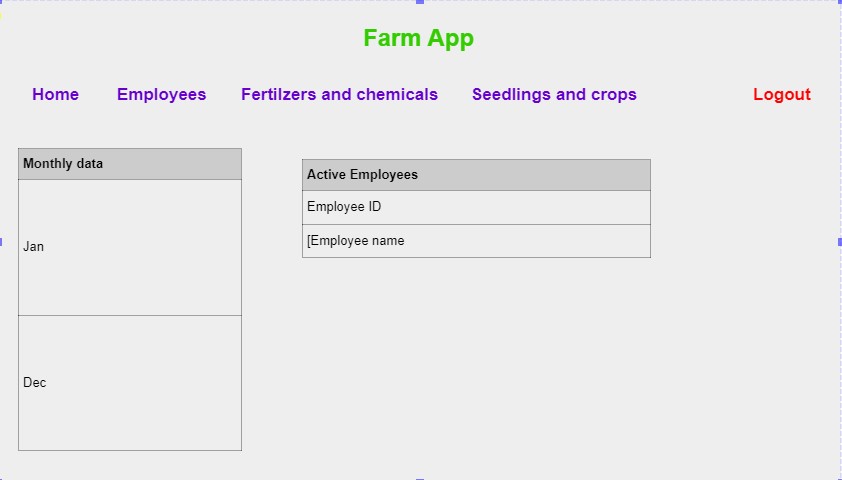 Farm App
Home Employees Fertilzers and chemicals Seedlings and crops Logout
Monthly data
Jan
Dec
Active Employees
Employee ID
[Employee name